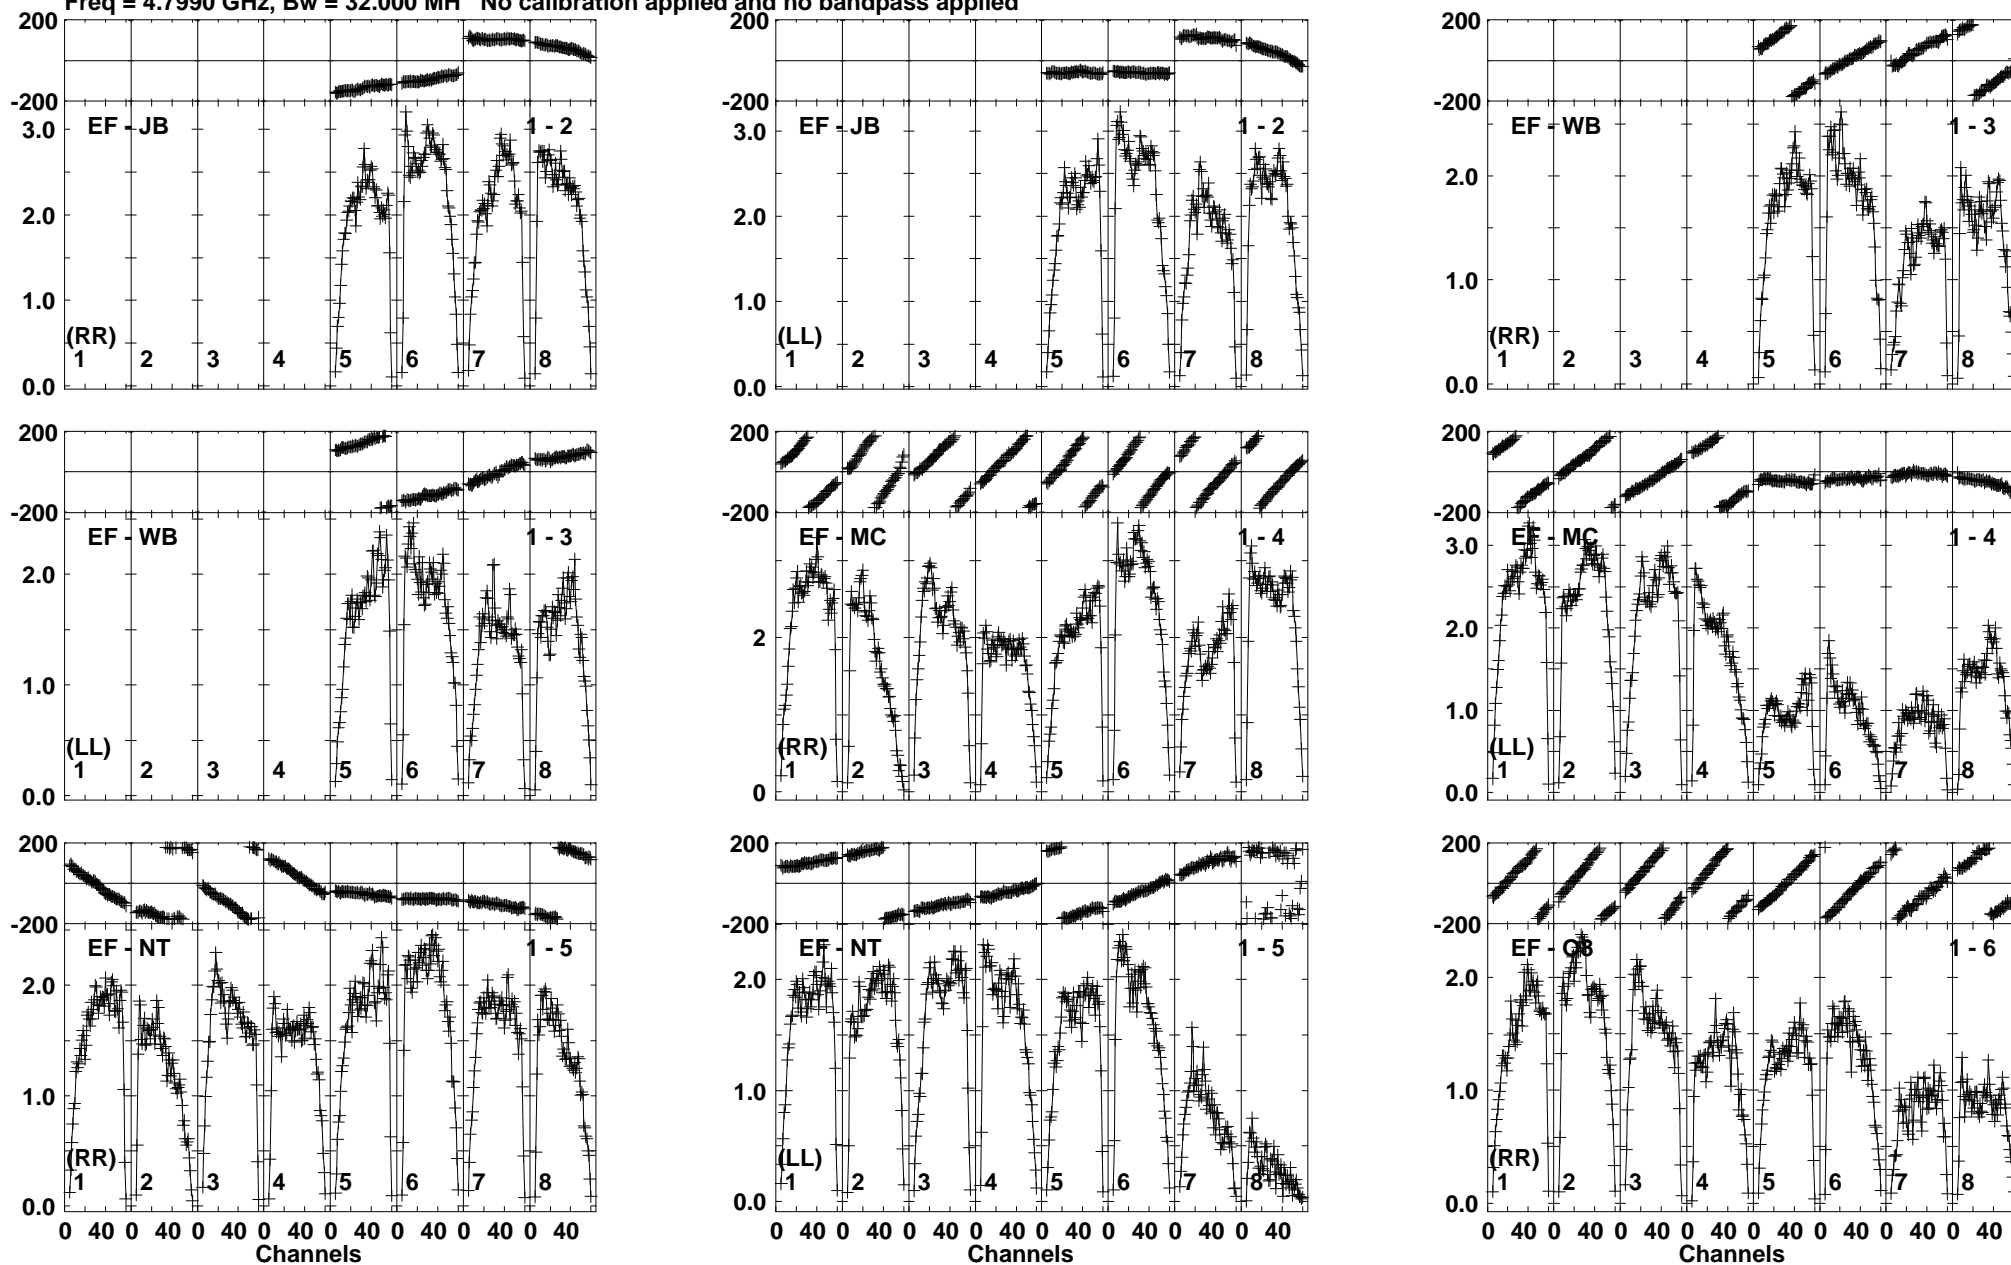 Freq = 4.7990 GHz, Bw = 32.000 MH No calibration applied and no bandpass applied
200 200 200
-200 -200 -200
EF - JB 1 - 2 EF - JB 1 - 2 EF - WB 1 - 3
3.0 3.0
2.0 2.0 2.0
1.0 1.0 1.0
(RR) (LL) (RR)
1 2 3 4 5 6 7 8 1 2 3 4 5 6 7 8 1 2 3 4 5 6 7 8
0.0 0.0 0.0
200 200 200
-200 -200 -200
EF - WB 1 - 3 EF - MC 1 - 4 EF - MC 1 - 4
3.0
2.0 2 2.0
1.0 1.0
(LL) (RR) (LL)
1 2 3 4 5 6 7 8 1 2 3 4 5 6 7 8 1 2 3 4 5 6 7 8
0.0 0 0.0
200 200 200
-200 -200 -200
EF - NT 1 - 5 EF - NT 1 - 5 EF - O8 1 - 6
2.0 2.0 2.0
1.0 1.0 1.0
(RR) (LL) (RR)
1 2 3 4 5 6 7 8 1 2 3 4 5 6 7 8 1 2 3 4 5 6 7 8
0.0 0.0 0.0
0 40 0 40 0 40 0 40 0 40 0 40 0 40 0 40 0 40 0 40 0 40 0 40 0 40 0 40 0 40 0 40 0 40 0 40 0 40 0 40 0 40 0 40 0 40 0 40
Channels Channels Channels